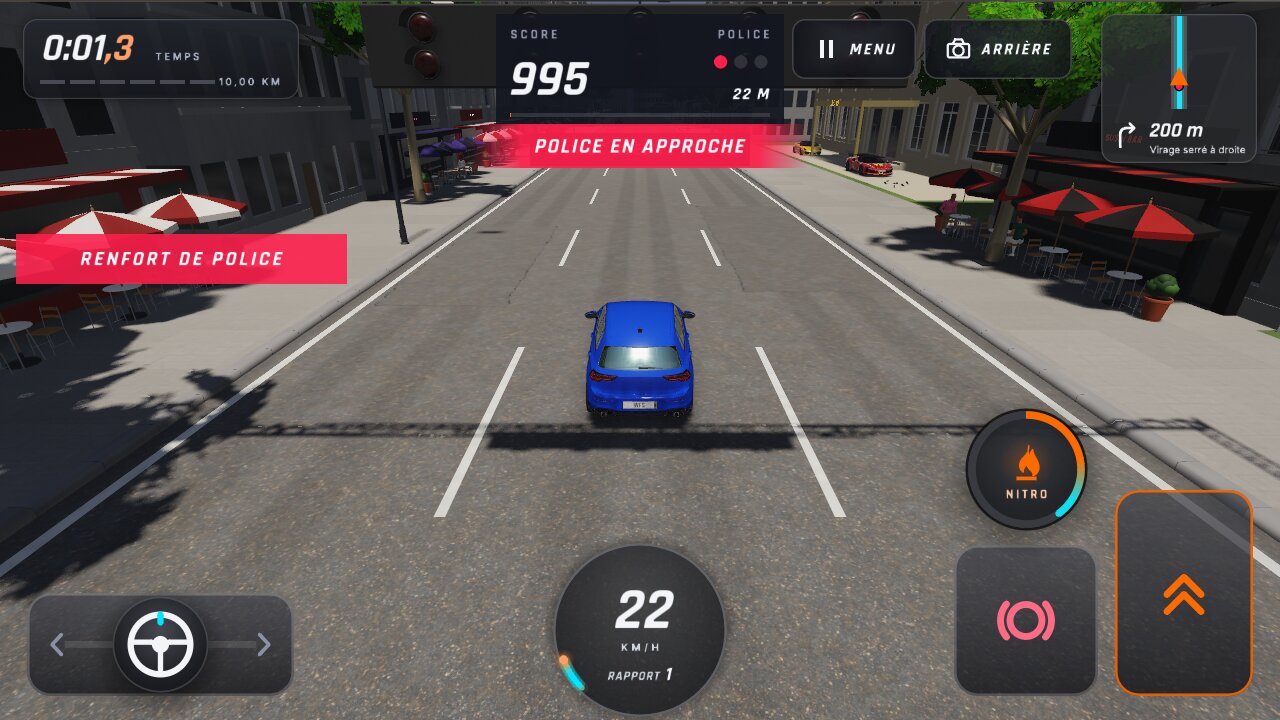 0:01,3 TEMPS
10,00 KM
SCORE
995
POLICE
22 M
MENU
ARRIÈRE
200 m
Virage serré à droite
POLICE EN APPROCHE
RENFORT DE POLICE
NITRO
22
KM/H
RAPPORT 1